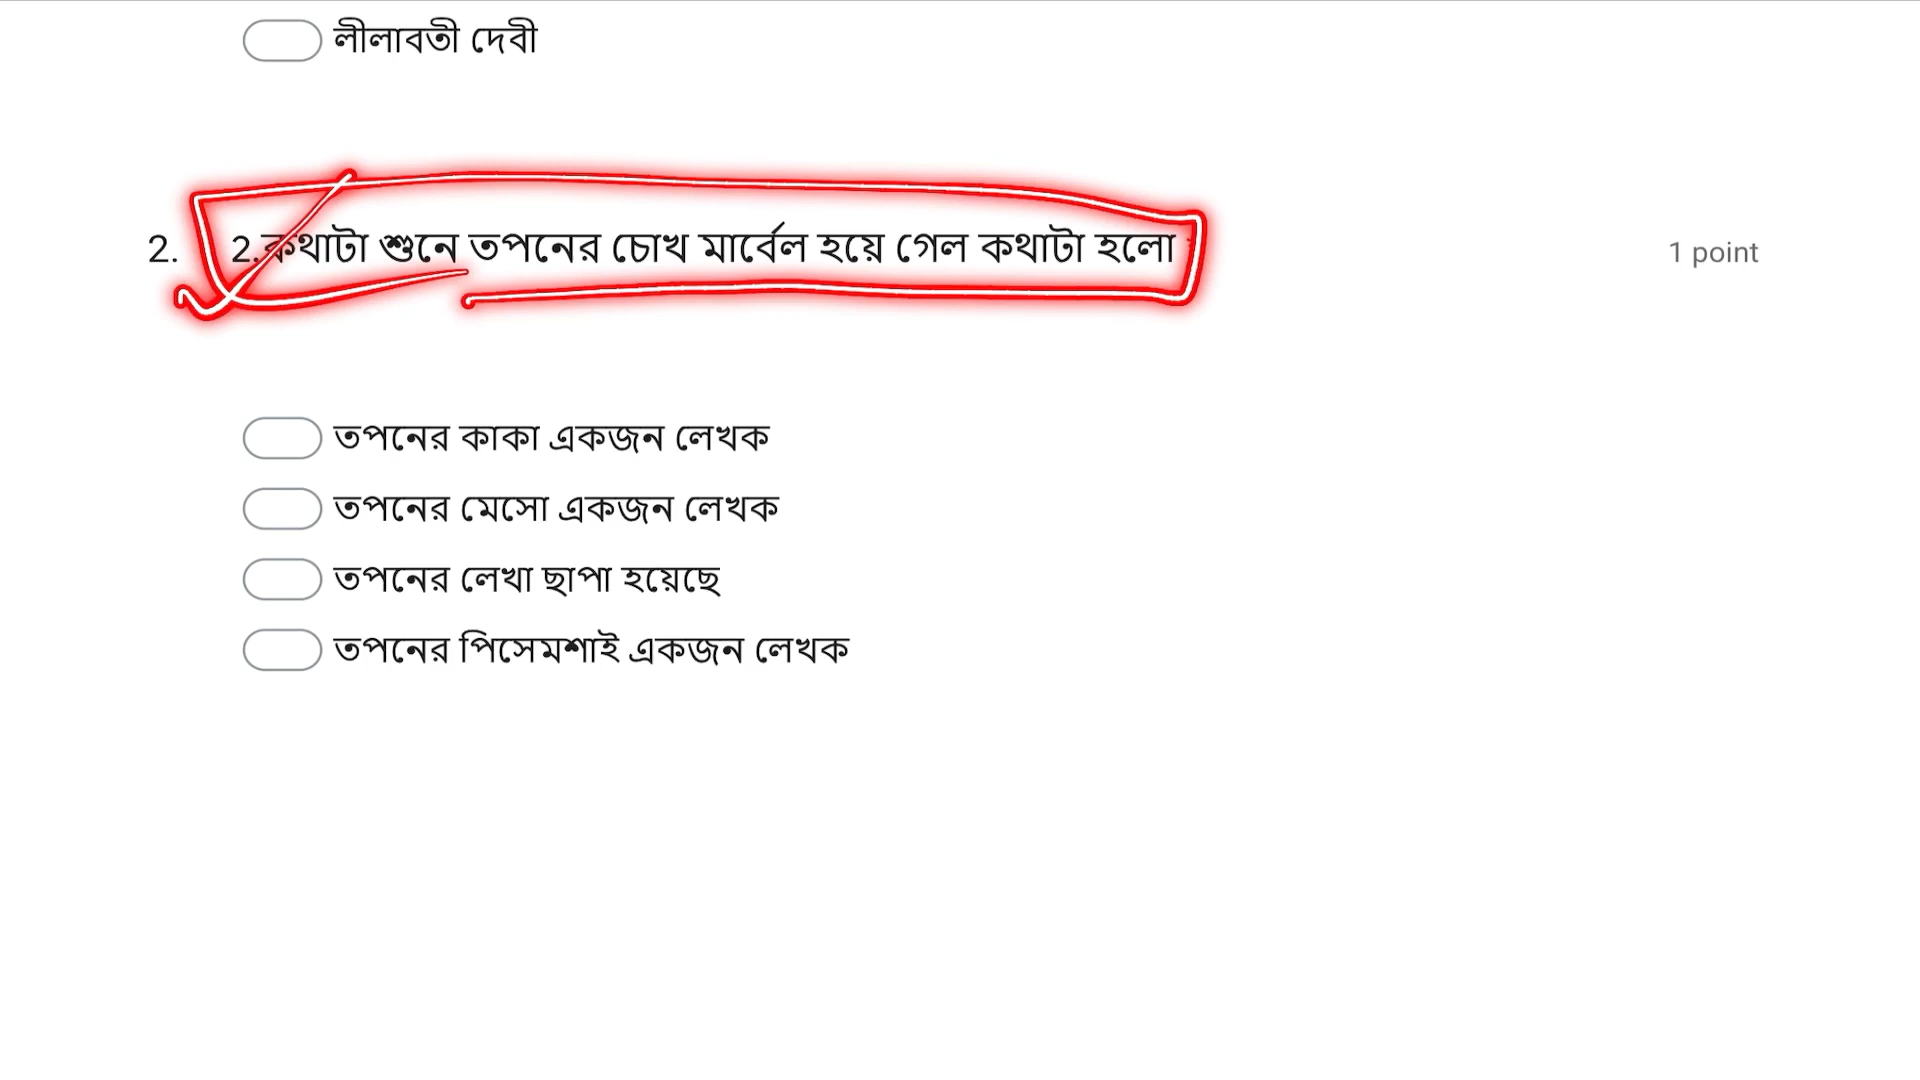 লীলাবতী দেবী
2. 2.কথাটা শুনে তপনের চোখ মার্বেল হয়ে গেল কথাটা হলো 1 point
তপনের কাকা একজন লেখক
তপনের মেসো একজন লেখক
তপনের লেখা ছাপা হয়েছে
তপনের পিসেমশাই একজন লেখক